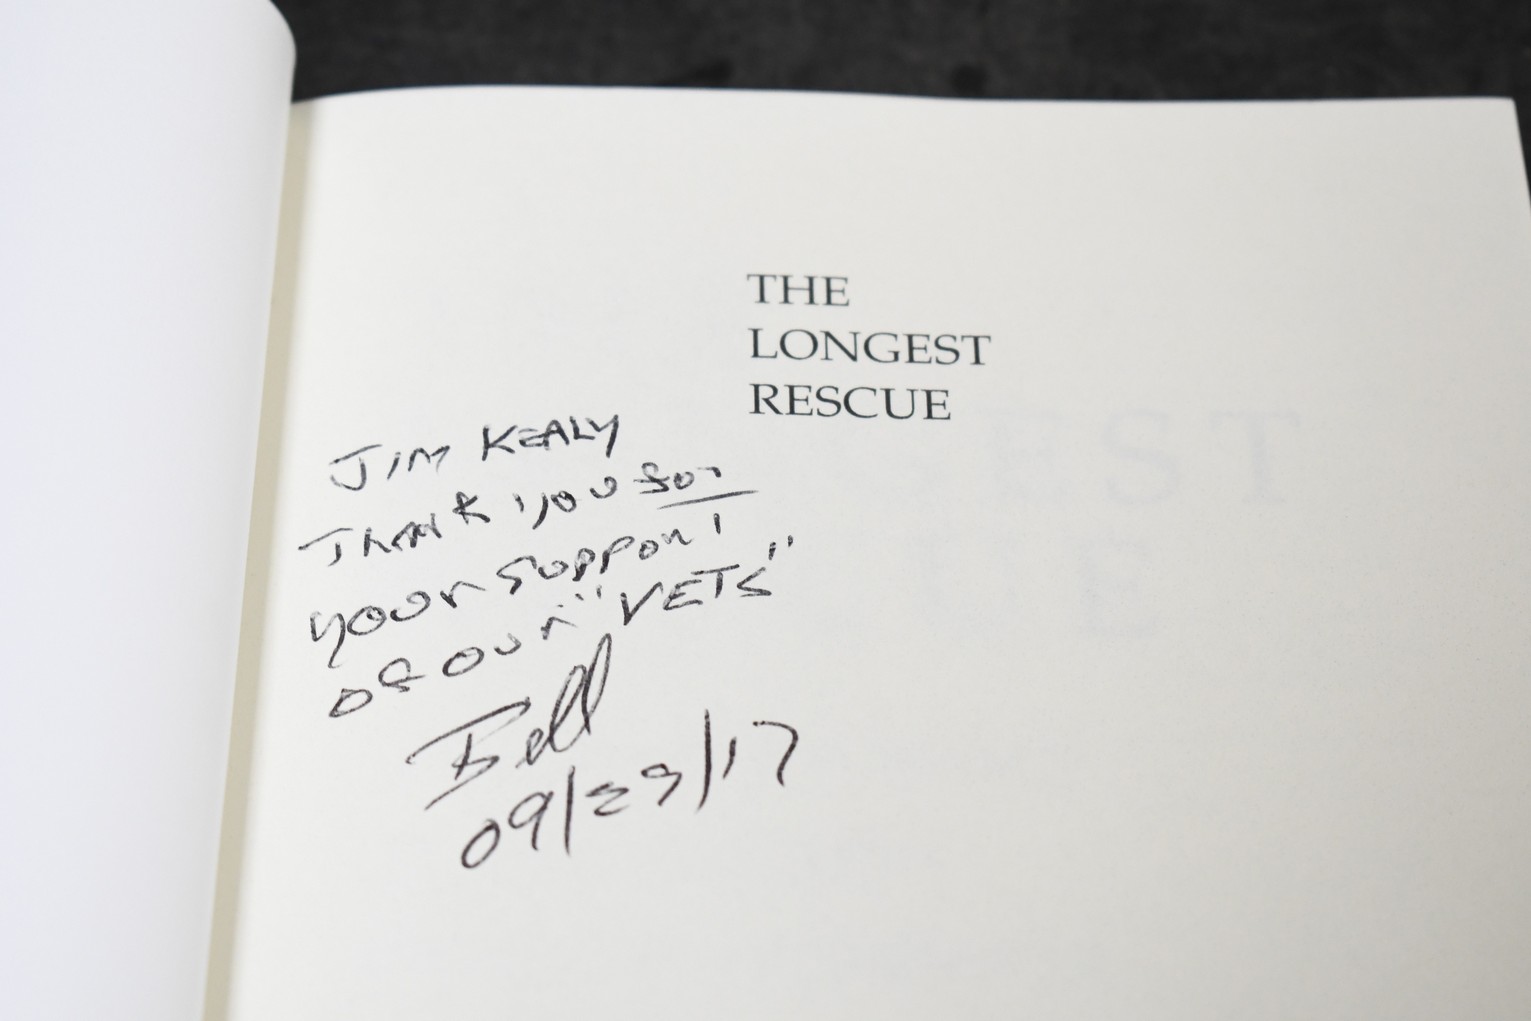 THE
LONGEST
RESCUE
JIM KEALY
THANK YOU for
your support
of our "VETS"
Bill
09/23/17